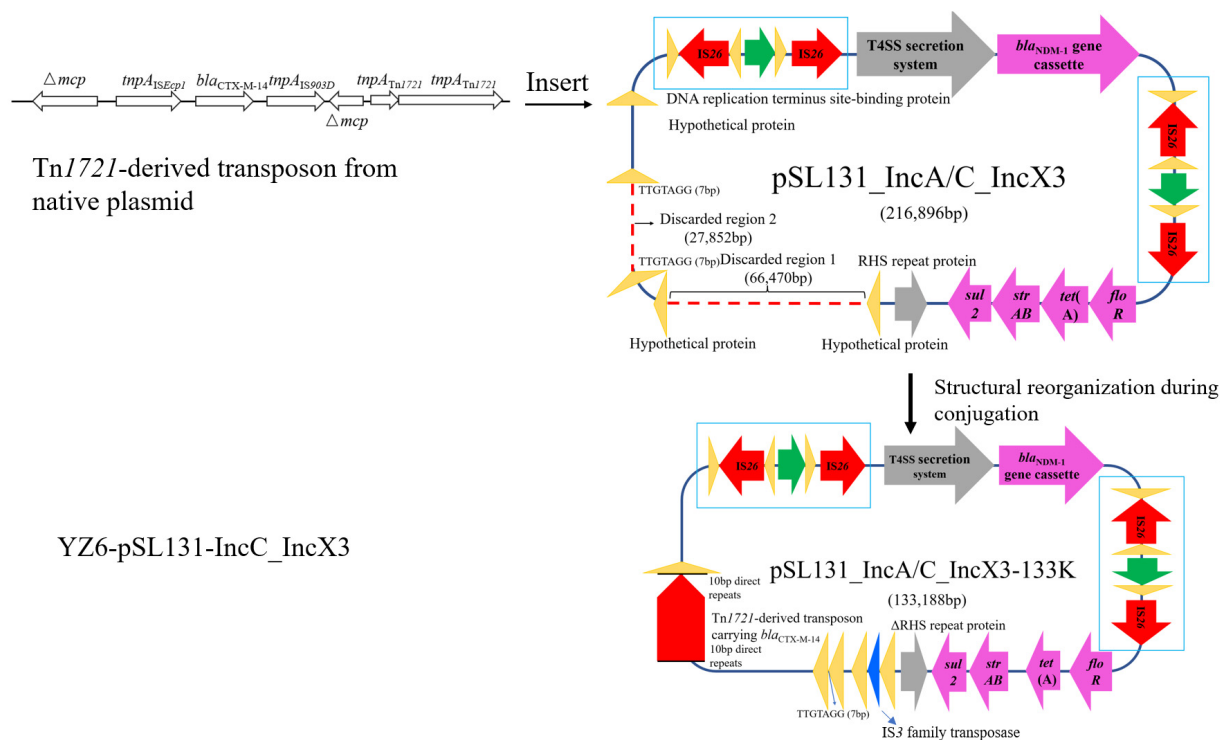 △mcp
tnpAISEcp1
blaCTX-M-14
tnpAIS903D
△mcp
tnpATn1721
tnpATn1721
Insert
Tn1721-derived transposon from
native plasmid
IS26
IS26
T4SS secretion
system
blaNDM-1 gene
cassette
DNA replication terminus site-binding protein
Hypothetical protein
IS26
IS26
pSL131_IncA/C_IncX3
(216,896bp)
TTGTAGG (7bp)
Discarded region 2
(27,852bp)
TTGTAGG (7bp)
Discarded region 1
(66,470bp)
RHS repeat protein
sul
2
str
AB
tet(
A)
flo
R
Hypothetical protein
Hypothetical protein
Structural reorganization during
conjugation
YZ6-pSL131-IncC_IncX3
IS26
IS26
T4SS secretion
system
blaNDM-1
gene cassette
IS26
IS26
pSL131_IncA/C_IncX3-133K
(133,188bp)
10bp direct
repeats
Tn1721-derived transposon
carrying blaCTX-M-14
10bp direct
repeats
ΔRHS repeat protein
sul
2
str
AB
tet
(A)
flo
R
TTGTAGG (7bp)
IS3 family transposase